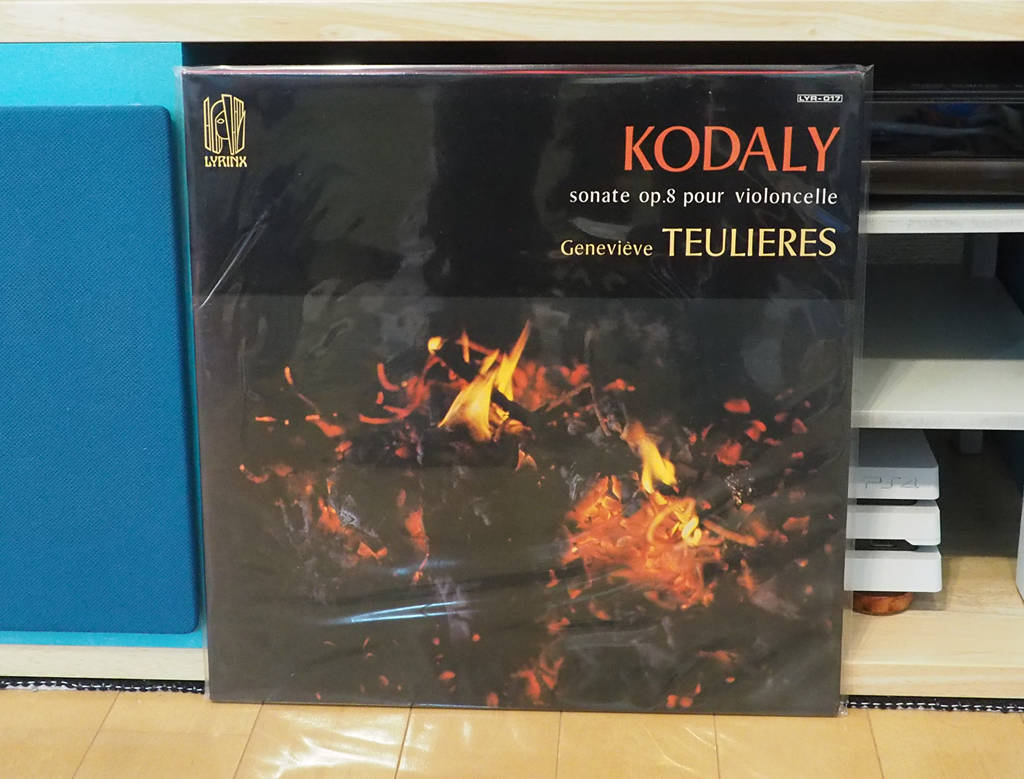 LYRINX
LYR-017
KODALY
sonate op.8 pour violoncelle
Geneviève TEULIERES
PS4